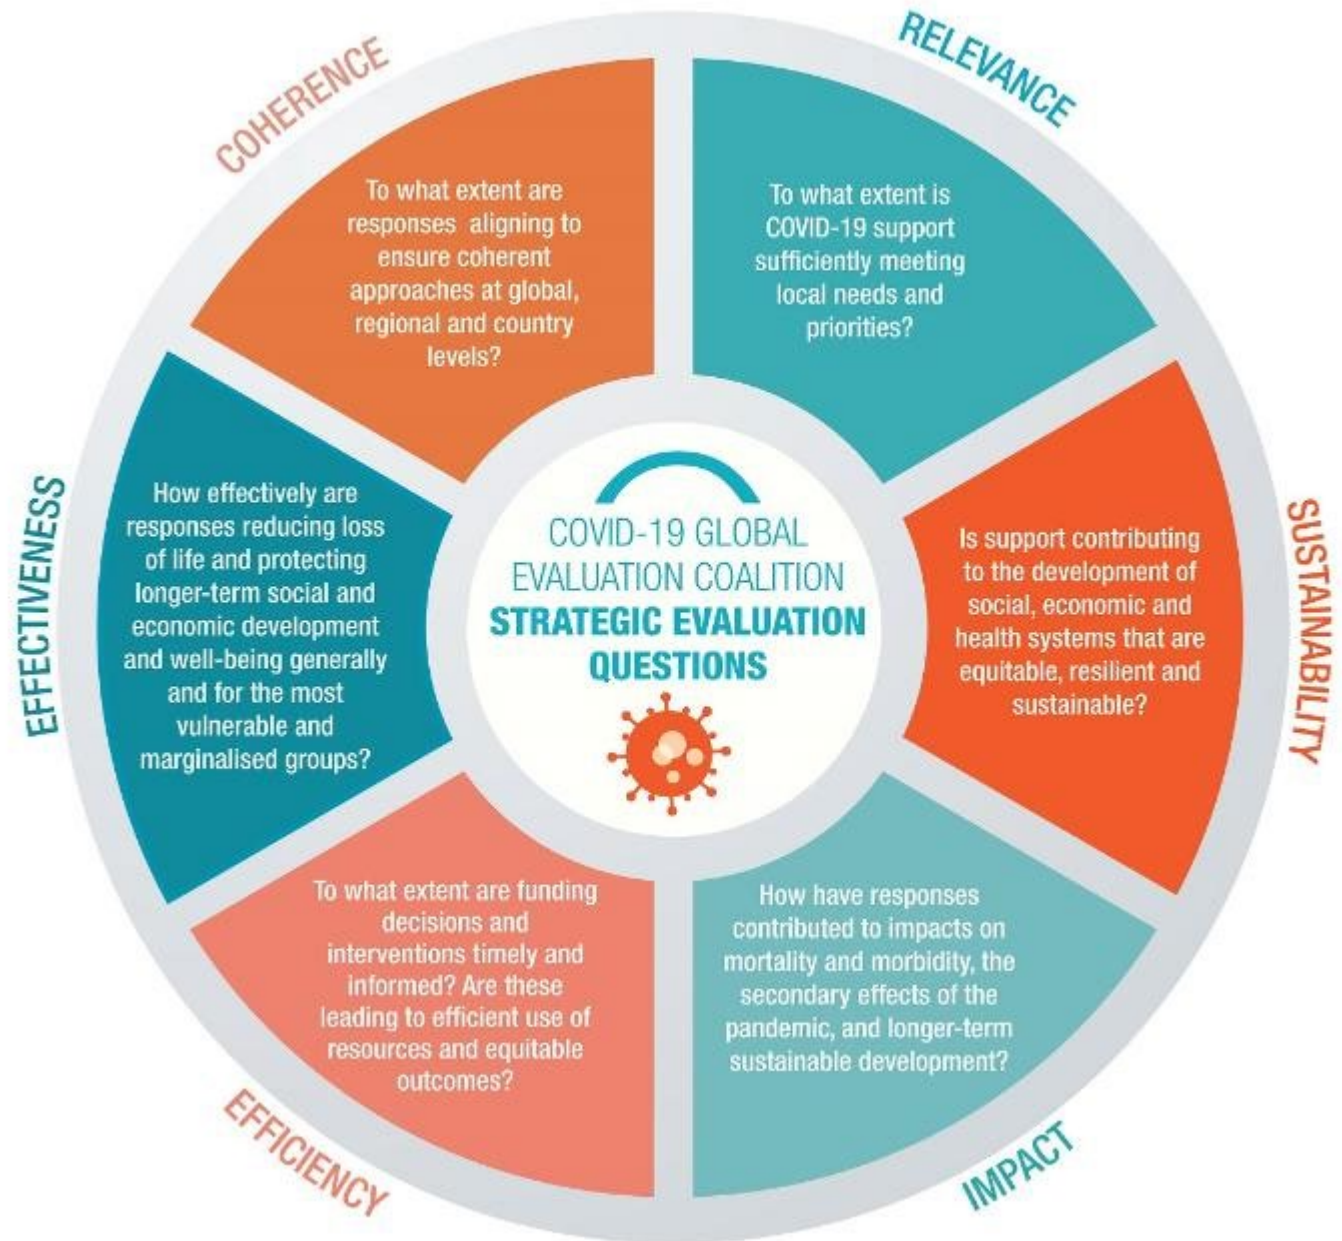 COHERENCE
To what extent are
responses aligning to
ensure coherent
approaches at global,
regional and country
levels?
RELEVANCE
To what extent is
COVID-19 support
sufficiently meeting
local needs and
priorities?
EFFECTIVENESS
How effectively are
responses reducing loss
of life and protecting
longer-term social and
economic development
and well-being generally
and for the most
vulnerable and
marginalised groups?
COVID-19 GLOBAL
EVALUATION COALITION
STRATEGIC EVALUATION
QUESTIONS
SUSTAINABILITY
Is support contributing
to the development of
social, economic and
health systems that are
equitable, resilient and
sustainable?
EFFICIENCY
To what extent are funding
decisions and
interventions timely and
informed? Are these
leading to efficient use of
resources and equitable
outcomes?
IMPACT
How have responses
contributed to impacts on
mortality and morbidity, the
secondary effects of the
pandemic, and longer-term
sustainable development?